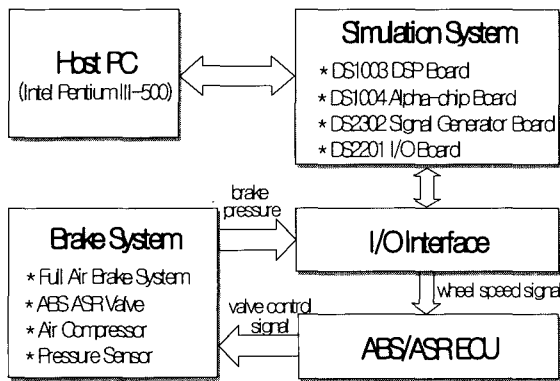 Host PC
(Intel Pentium III-500)
Simulation System
* DS1003 DSP Board
* DS1004 Alpha-chip Board
* DS2302 Signal Generator Board
* DS2201 I/O Board
brake
pressure
Brake System
* Full Air Brake System
* ABS ASR Valve
* Air Compressor
* Pressure Sensor
I/O Interface
wheel speed signal
valve control
signal
ABS/ASR ECU